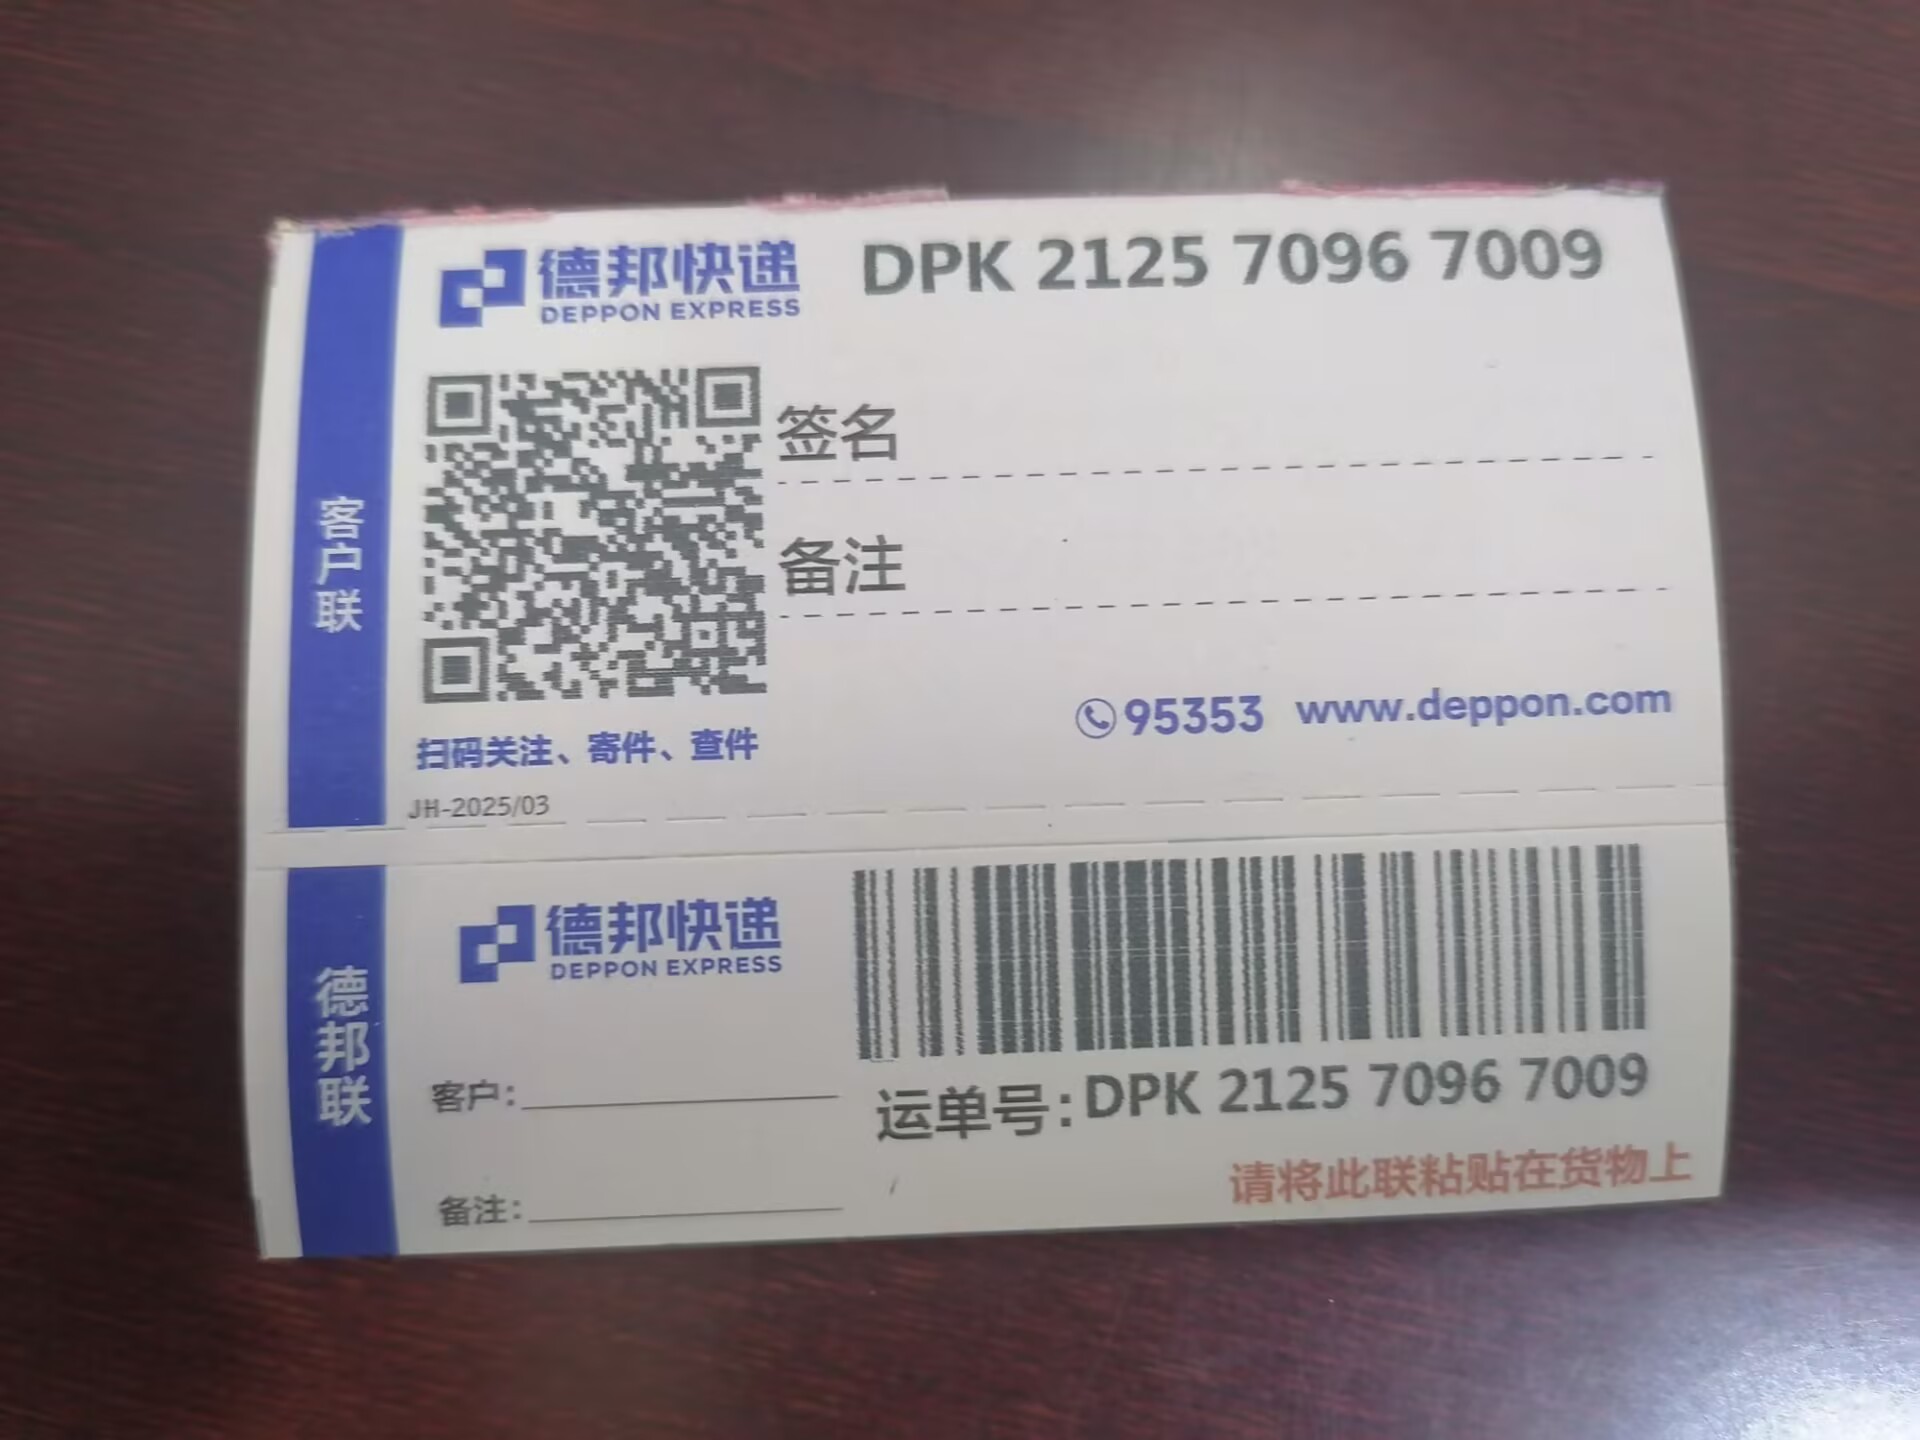 德邦快递
DEPPON EXPRESS
DPK 2125 7096 7009
客户联
签名
备注
扫码关注、寄件、查件
95353 www.deppon.com
JH-2025/03
德邦联
德邦快递
DEPPON EXPRESS
客户：
备注：
运单号：DPK 2125 7096 7009
请将此联粘贴在货物上